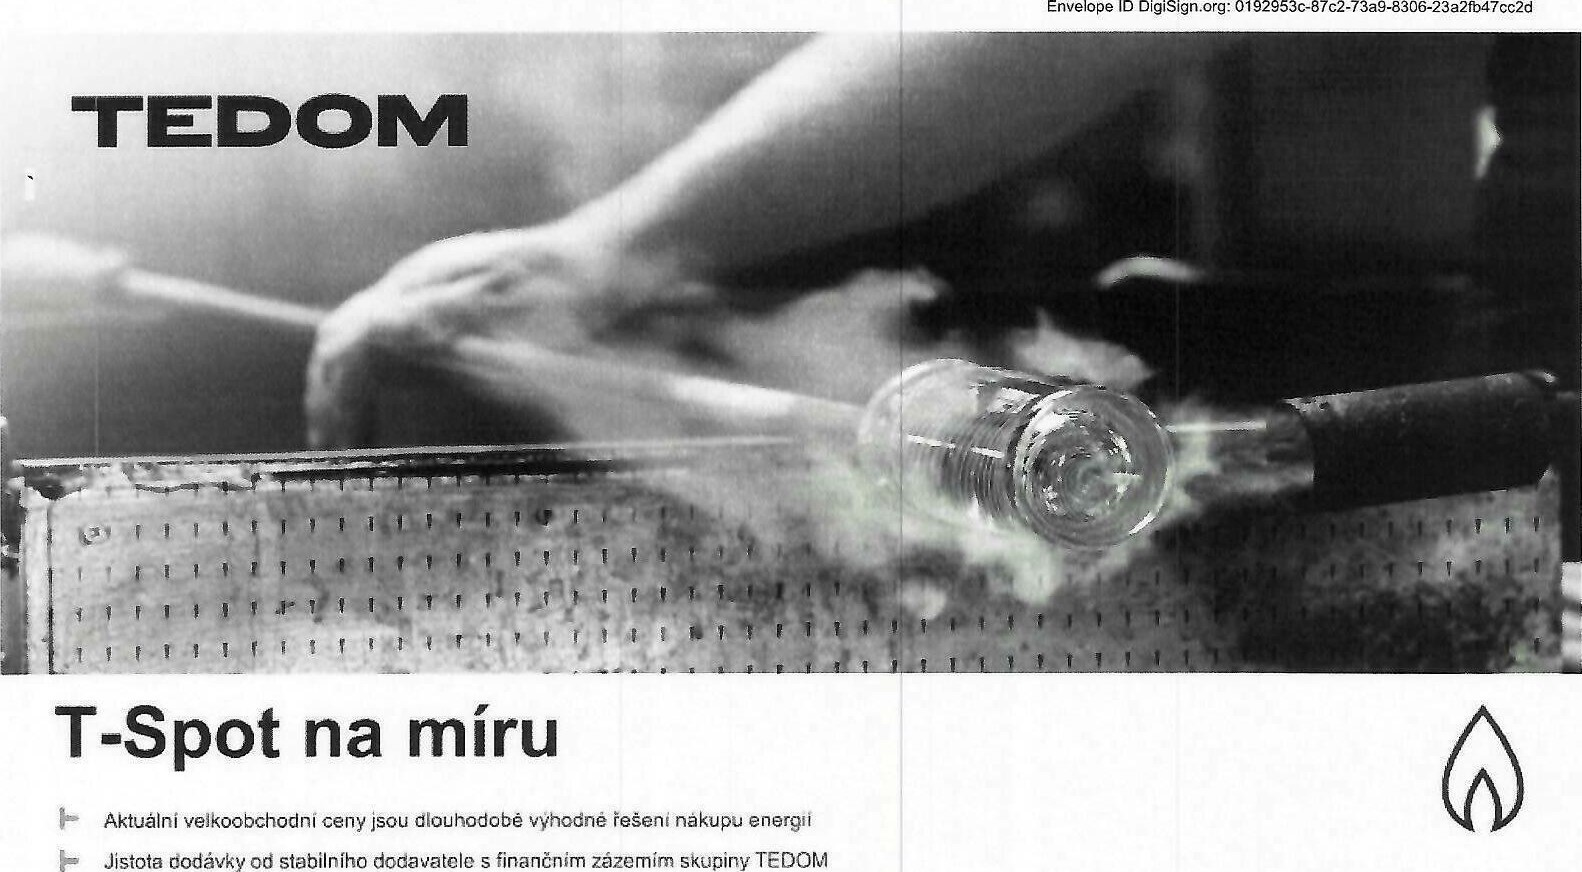 Envelope ID DigiSign.org: 0192953c-87c2-73a9-8306-23a2fb47cc2d
TEDOM
T-Spot na míru
Aktuální velkoobchodní ceny jsou dlouhodobě výhodné řešení nákupu energií
Jistota dodávky od stabilního dodavatele s finančním zázemím skupiny TEDOM